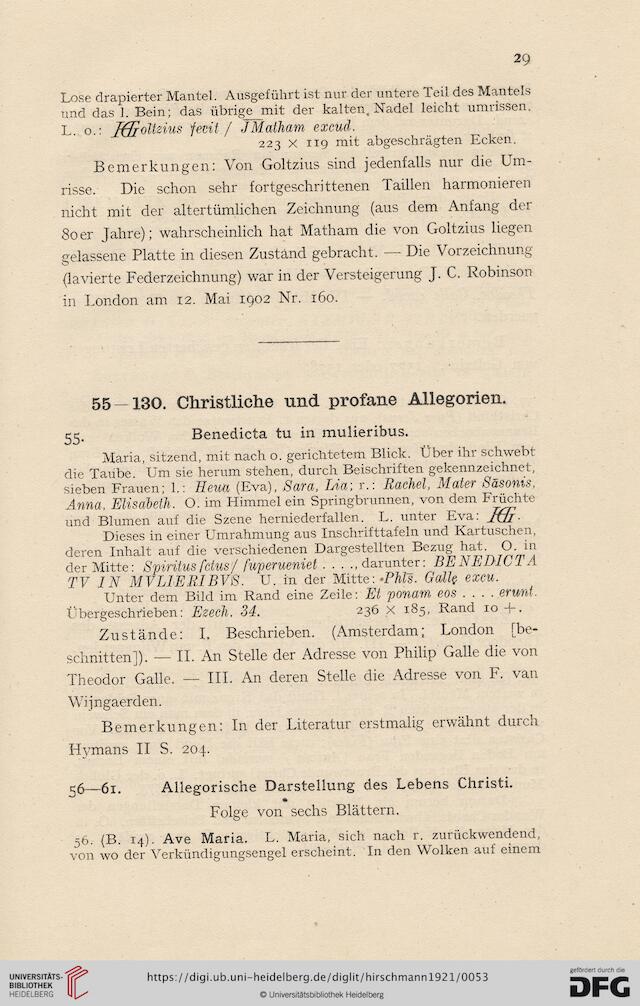 29
Lose drapierter Mantel. Ausgeführt ist nur der untere Teil des Mantels
und das l. Bein; das übrige mit der kalten Nadel leicht umrissen.
L. o.: HGoltzius fecit / JMatham excud.
223 × 119 mit abgeschrägten Ecken.
Bemerkungen: Von Goltzius sind jedenfalls nur die Um-
risse. Die schon sehr fortgeschrittenen Taillen harmonieren
nicht mit der altertümlichen Zeichnung (aus dem Anfang der
80er Jahre); wahrscheinlich hat Matham die von Goltzius liegen
gelassene Platte in diesen Zustand gebracht. — Die Vorzeichnung
(lavierte Federzeichnung) war in der Versteigerung J. C. Robinson
in London am 12. Mai 1902 Nr. 160.
55—130. Christliche und profane Allegorien.
55. Benedicta tu in mulieribus.
Maria, sitzend, mit nach o. gerichtetem Blick. Über ihr schwebt
die Taube. Um sie herum stehen, durch Beischriften gekennzeichnet,
sieben Frauen; l.: Heua (Eva), Sara, Lia; r.: Rachel, Mater Sāsonis,
Anna, Elisabeth. O. im Himmel ein Springbrunnen, von dem Früchte
und Blumen auf die Szene herniederfallen. L. unter Eva: HG.
Dieses in einer Umrahmung aus Inschrifttafeln und Kartuschen,
deren Inhalt auf die verschiedenen Dargestellten Bezug hat. O. in
der Mitte: Spiritus ſctus/ ſuperueniet . . . ., darunter: BENEDICTA
TV IN MVLIERIBVS. U. in der Mitte: Phls̄. Gallę excu.
Unter dem Bild im Rand eine Zeile: Et ponam eos . . . . erunt.
Übergeschrieben: Ezech. 34. 236 × 185, Rand 10 +.
Zustände: I. Beschrieben. (Amsterdam; London [be-
schnitten]). — II. An Stelle der Adresse von Philip Galle die von
Theodor Galle. — III. An deren Stelle die Adresse von F. van
Wijngaerden.
Bemerkungen: In der Literatur erstmalig erwähnt durch
Hymans II S. 204.
56—61. Allegorische Darstellung des Lebens Christi.
Folge von sechs Blättern.
56. (B. 14). Ave Maria. L. Maria, sich nach r. zurückwendend,
von wo der Verkündigungsengel erscheint. In den Wolken auf einem
UNIVERSITÄTS-
BIBLIOTHEK
HEIDELBERG
https://digi.ub.uni-heidelberg.de/diglit/hirschmann1921/0053
© Universitätsbibliothek Heidelberg
gefördert durch die
DFG